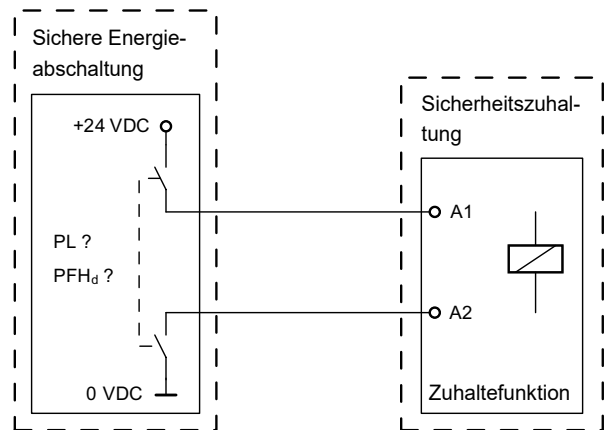 Sichere Energie-
abschaltung
+24 VDC
PL ?
PFHd ?
0 VDC
Sicherheitszuhal-
tung
A1
A2
Zuhaltefunktion